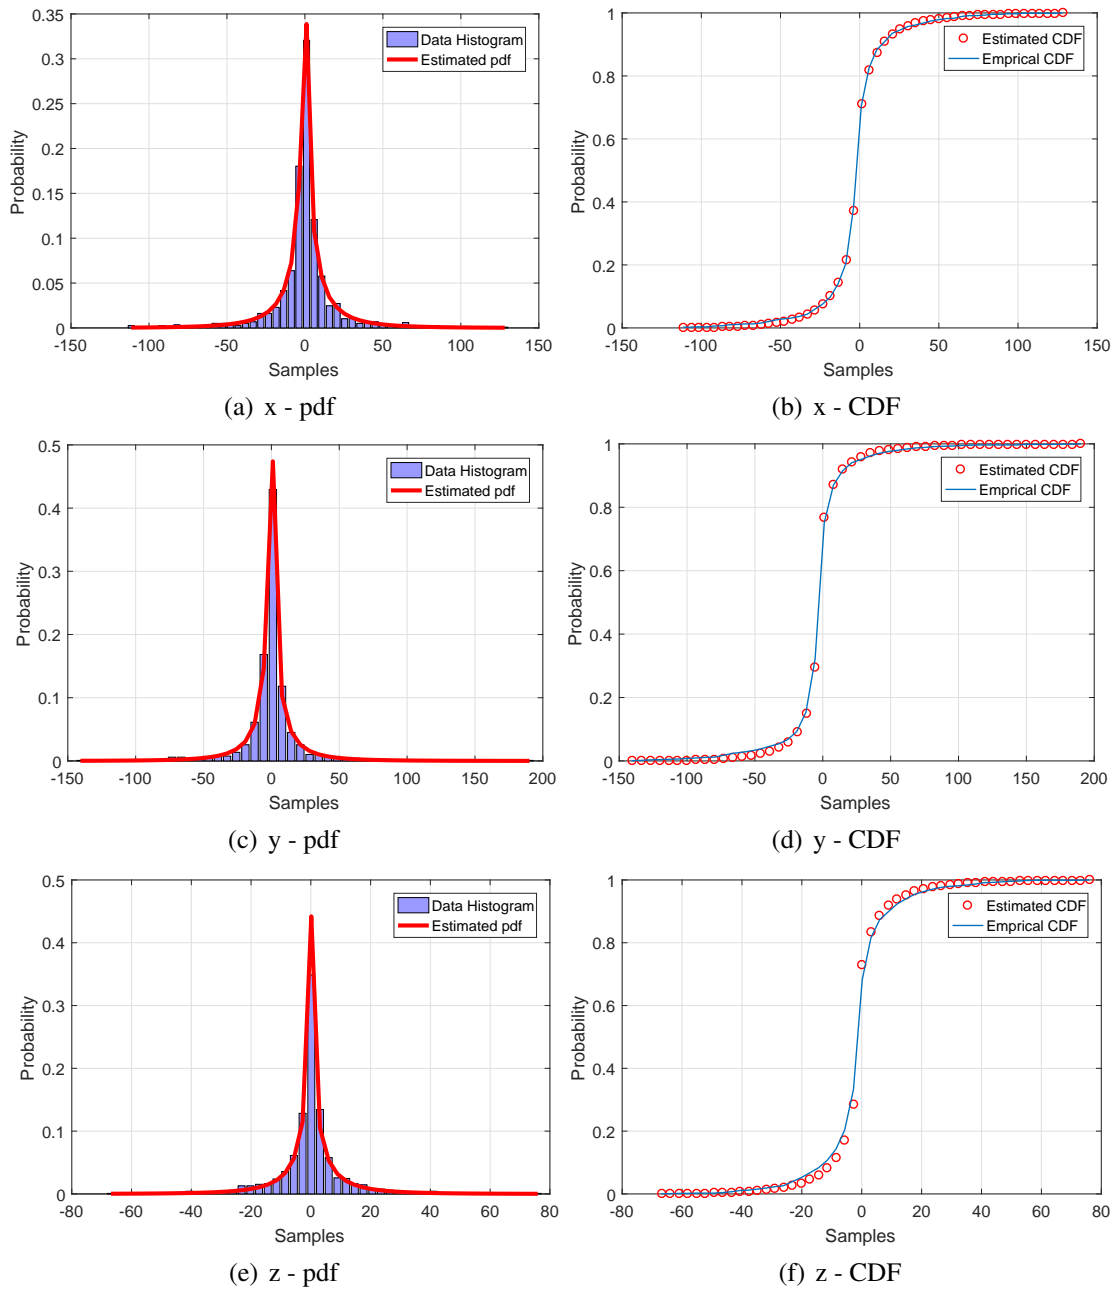 0.35
0.3
0.25
0.2
0.15
0.1
0.05
0
Probability
-150 -100 -50 0 50 100 150
Samples
Data Histogram
Estimated pdf
(a) x - pdf
1
0.8
0.6
0.4
0.2
0
Probability
-150 -100 -50 0 50 100 150
Samples
Estimated CDF
Emprical CDF
(b) x - CDF
0.5
0.4
0.3
0.2
0.1
0
Probability
-150 -100 -50 0 50 100 150 200
Samples
Data Histogram
Estimated pdf
(c) y - pdf
1
0.8
0.6
0.4
0.2
0
Probability
-150 -100 -50 0 50 100 150 200
Samples
Estimated CDF
Emprical CDF
(d) y - CDF
0.5
0.4
0.3
0.2
0.1
0
Probability
-80 -60 -40 -20 0 20 40 60 80
Samples
Data Histogram
Estimated pdf
(e) z - pdf
1
0.8
0.6
0.4
0.2
0
Probability
-80 -60 -40 -20 0 20 40 60 80
Samples
Estimated CDF
Emprical CDF
(f) z - CDF